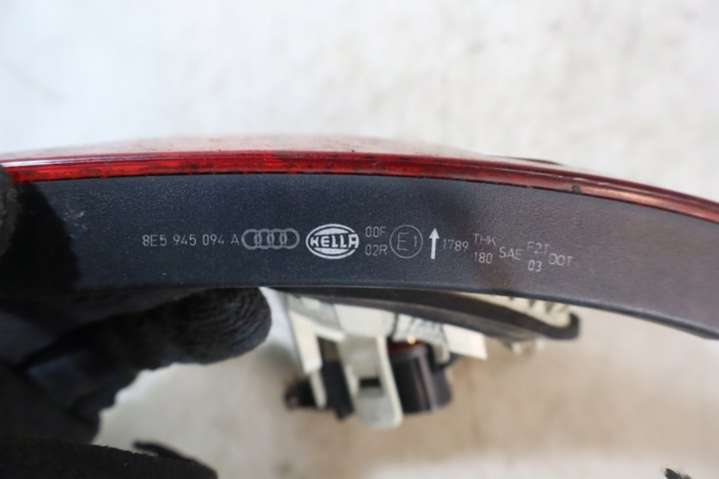 8E5 945 094 A HELLA 00F E1 1789 THK SAE F2T DOT
02R 180 03